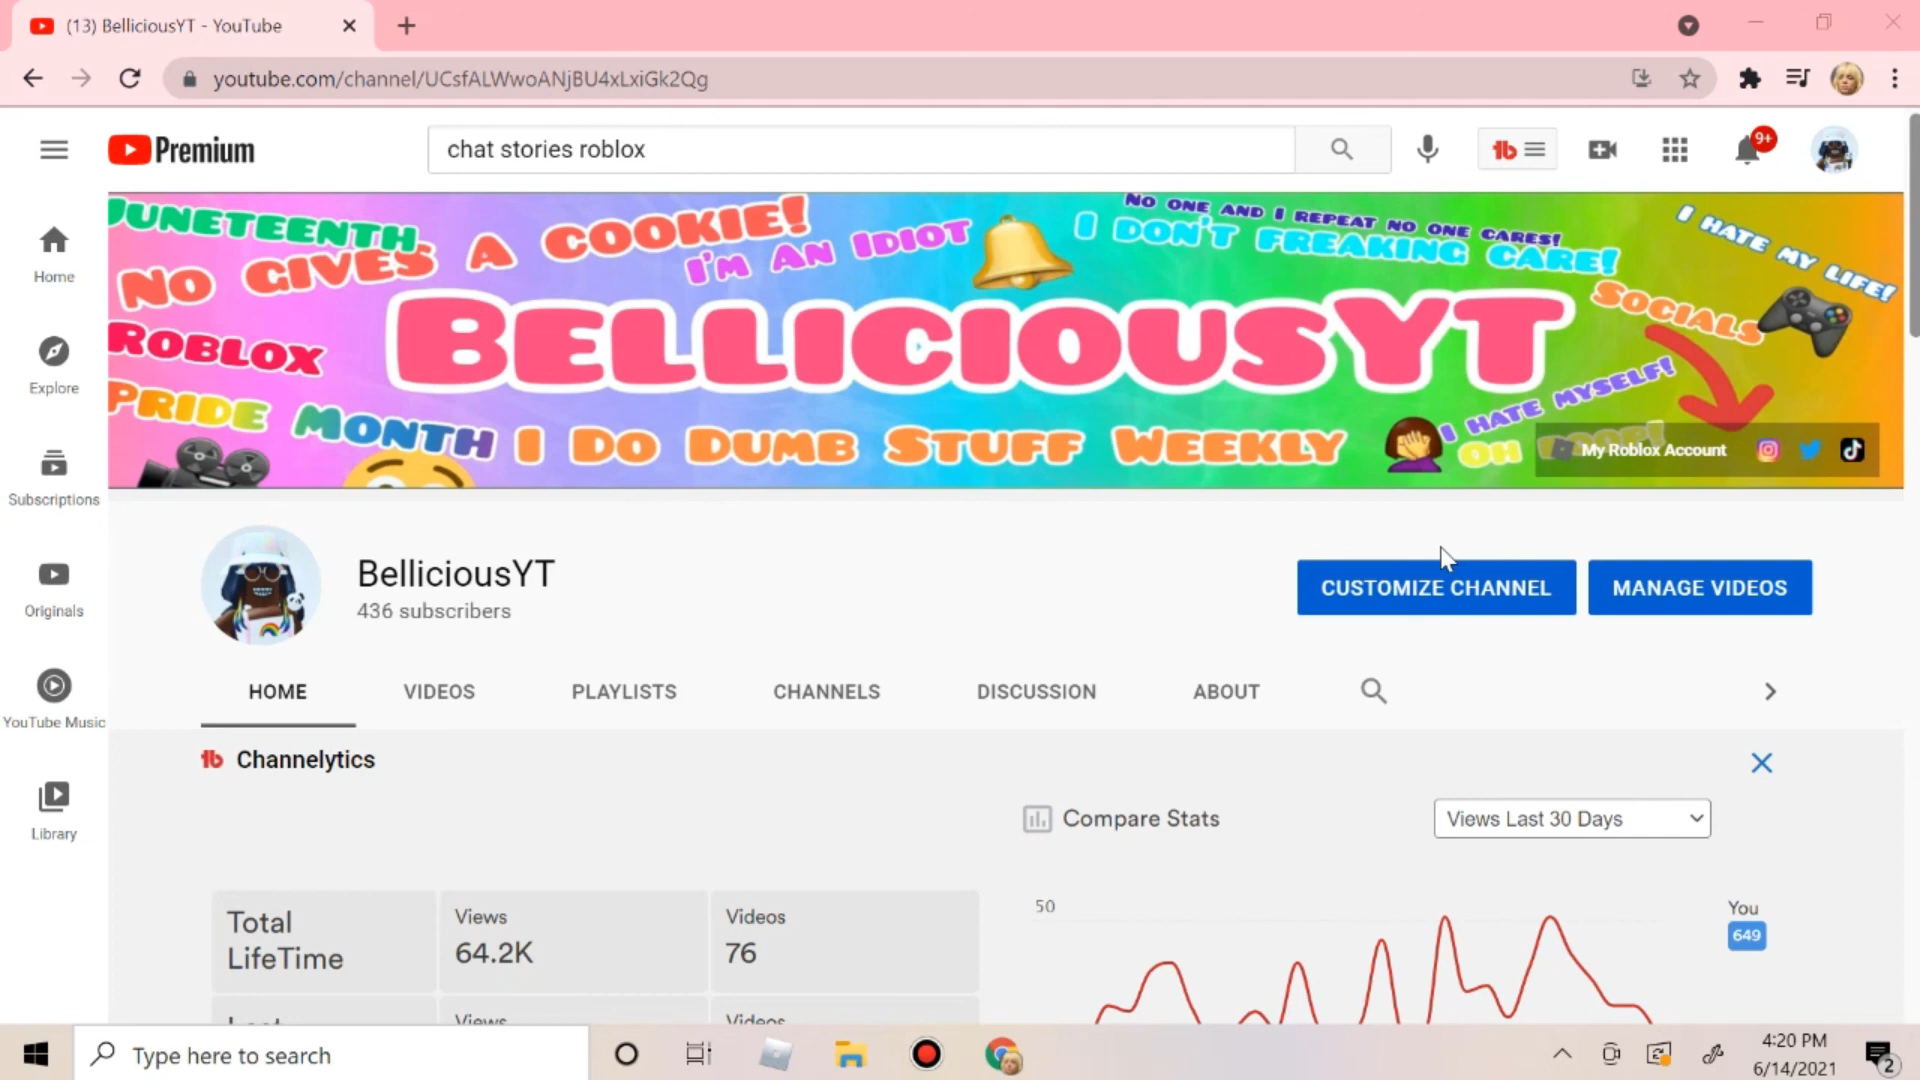 (13) BelliciousYT - YouTube
youtube.com/channel/UCsfALWwoANjBU4xLxiGk2Qg
Premium
chat stories roblox
9+
JUNETEENTH
NO GIVES A COOKIE!
I'M AN IDIOT
NO ONE AND I REPEAT NO ONE CARES!
I DON'T FREAKING CARE!
I HATE MY LIFE!
ROBLOX
BELLICIOUSYT
SOCIALS
PRIDE MONTH
I DO DUMB STUFF WEEKLY
I HATE MYSELF!
OH
My Roblox Account
Home
Explore
Subscriptions
Originals
YouTube Music
Library
BelliciousYT
436 subscribers
CUSTOMIZE CHANNEL
MANAGE VIDEOS
HOME
VIDEOS
PLAYLISTS
CHANNELS
DISCUSSION
ABOUT
Channelytics
Compare Stats
Views Last 30 Days
Total LifeTime
Views
64.2K
Videos
76
50
You
649
Views
Videos
Type here to search
4:20 PM
6/14/2021
2